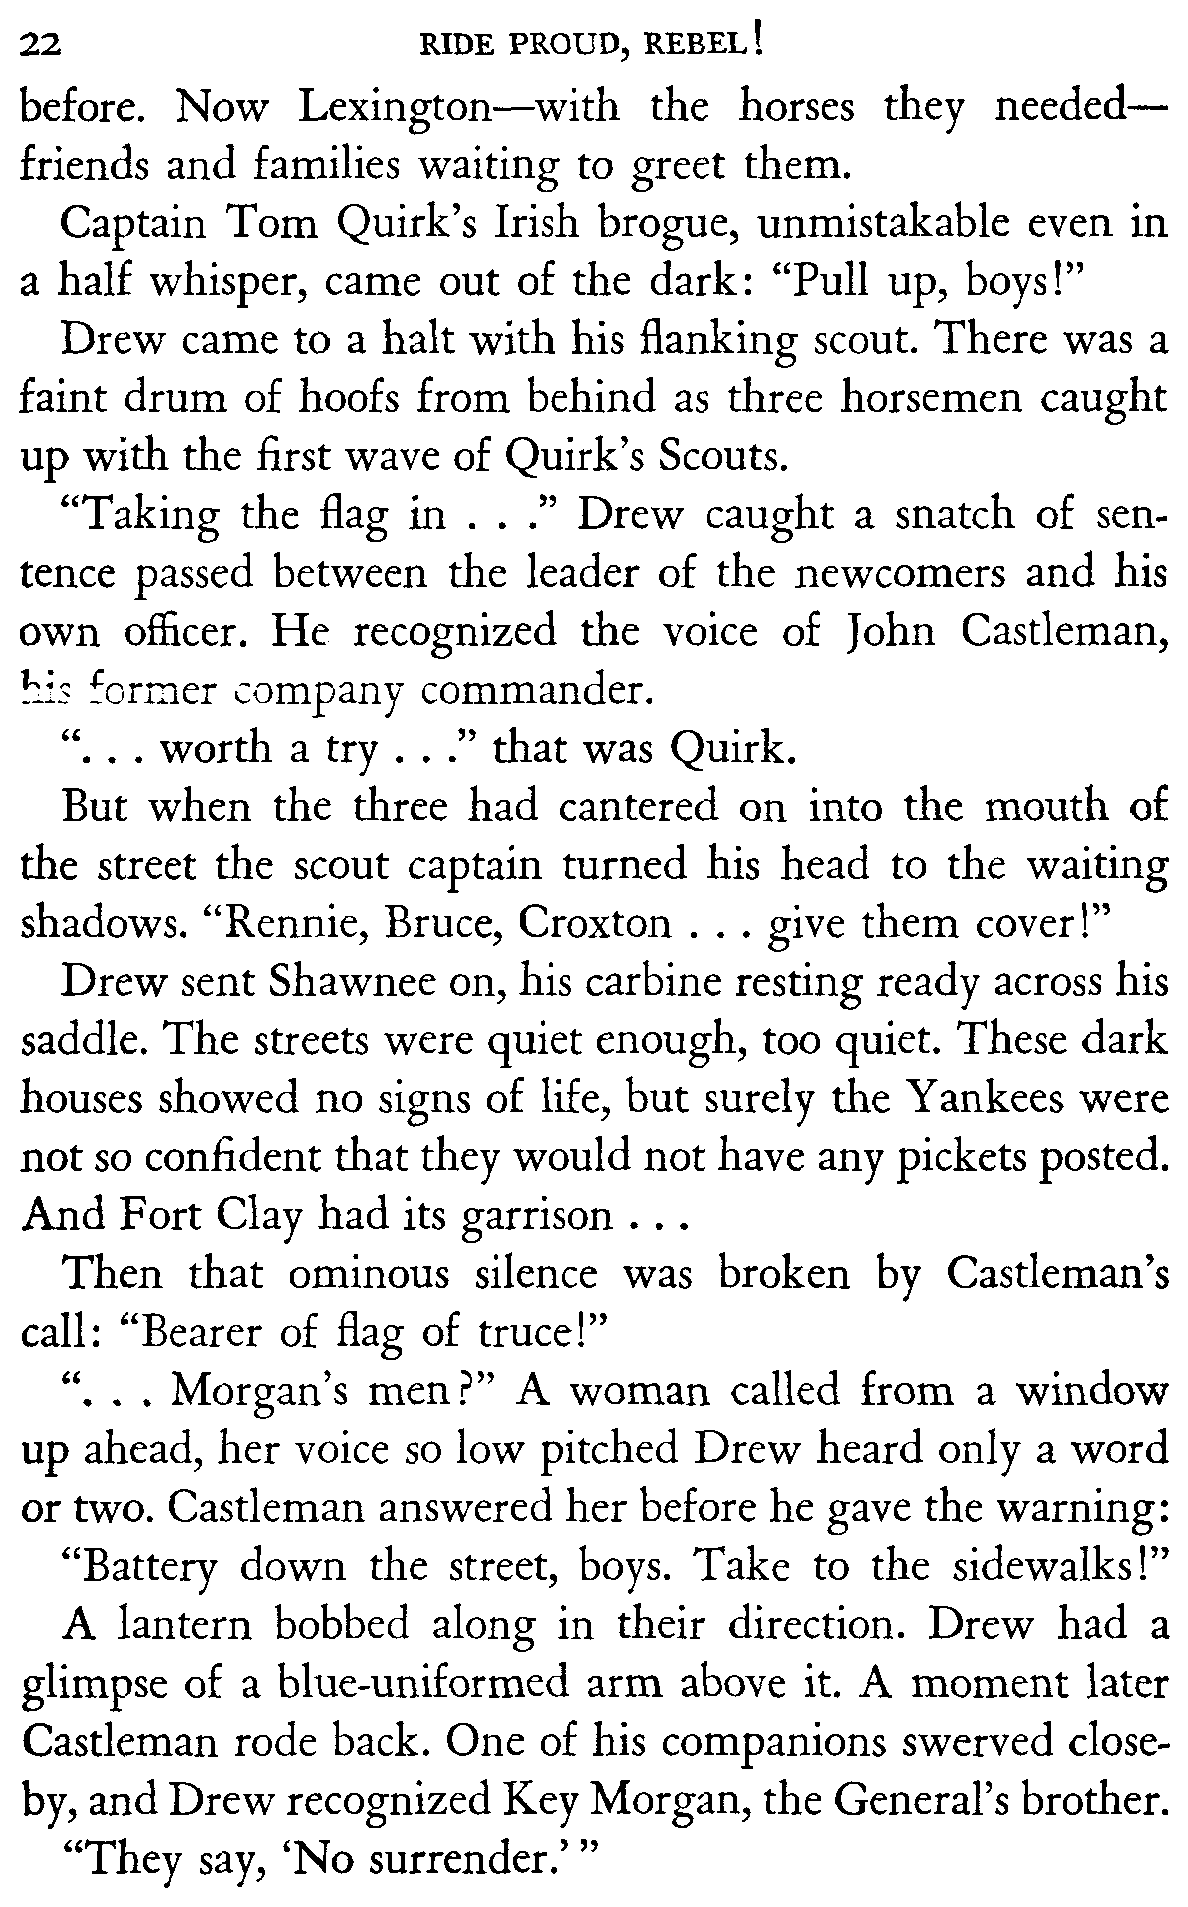 22 RIDE PROUD, REBEL!
before. Now Lexington—with the horses they needed—
friends and families waiting to greet them.
Captain Tom Quirk's Irish brogue, unmistakable even in
a half whisper, came out of the dark: “Pull up, boys!”
Drew came to a halt with his flanking scout. There was a
faint drum of hoofs from behind as three horsemen caught
up with the first wave of Quirk's Scouts.
“Taking the flag in . . .” Drew caught a snatch of sen-
tence passed between the leader of the newcomers and his
own officer. He recognized the voice of John Castleman,
his former company commander.
“. . . worth a try . . .” that was Quirk.
But when the three had cantered on into the mouth of
the street the scout captain turned his head to the waiting
shadows. “Rennie, Bruce, Croxton . . . give them cover!”
Drew sent Shawnee on, his carbine resting ready across his
saddle. The streets were quiet enough, too quiet. These dark
houses showed no signs of life, but surely the Yankees were
not so confident that they would not have any pickets posted.
And Fort Clay had its garrison . . .
Then that ominous silence was broken by Castleman's
call: “Bearer of flag of truce!”
“. . . Morgan's men?” A woman called from a window
up ahead, her voice so low pitched Drew heard only a word
or two. Castleman answered her before he gave the warning:
“Battery down the street, boys. Take to the sidewalks!”
A lantern bobbed along in their direction. Drew had a
glimpse of a blue-uniformed arm above it. A moment later
Castleman rode back. One of his companions swerved close-
by, and Drew recognized Key Morgan, the General's brother.
“They say, ‘No surrender.’ ”